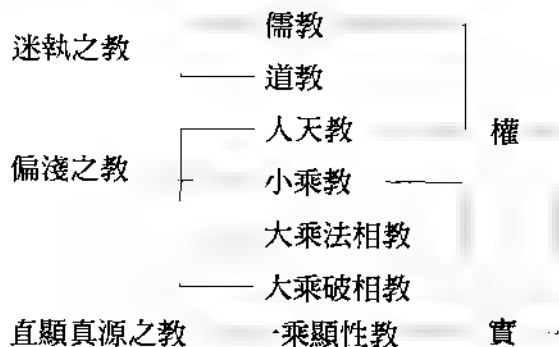 儒教
迷執之教
道教
人天教 權
偏淺之教
小乘教
大乘法相教
大乘破相教
直顯真源之教 乘顯性教 實